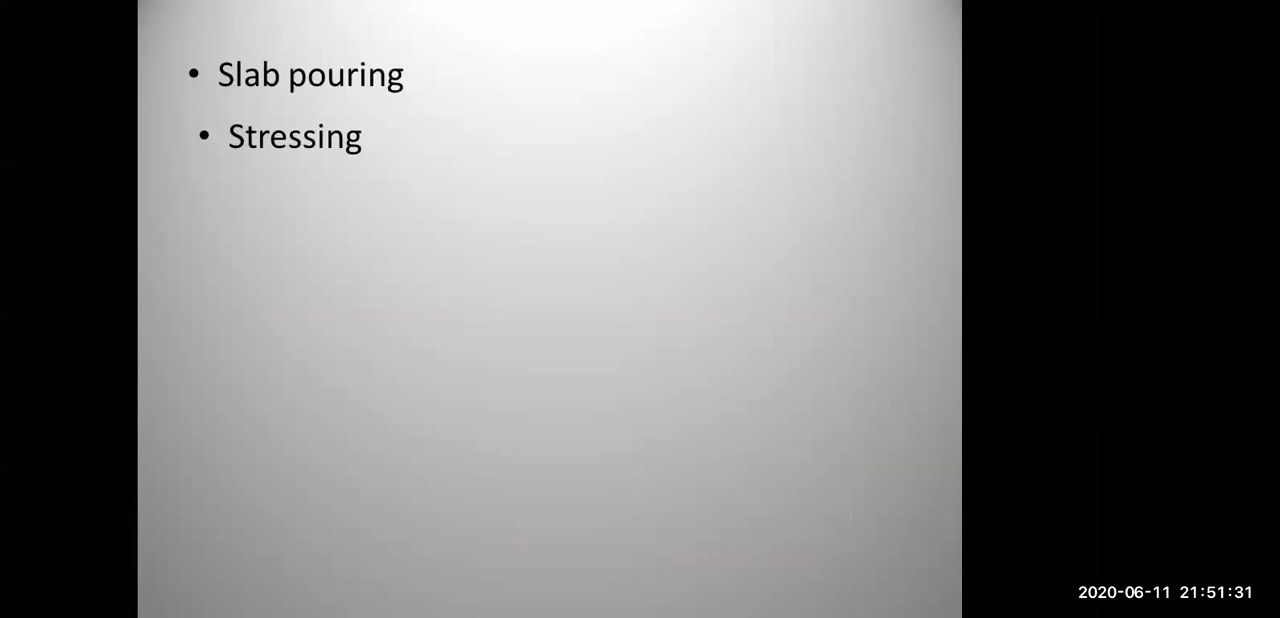 • Slab pouring
• Stressing
2020-06-11 21:51:31